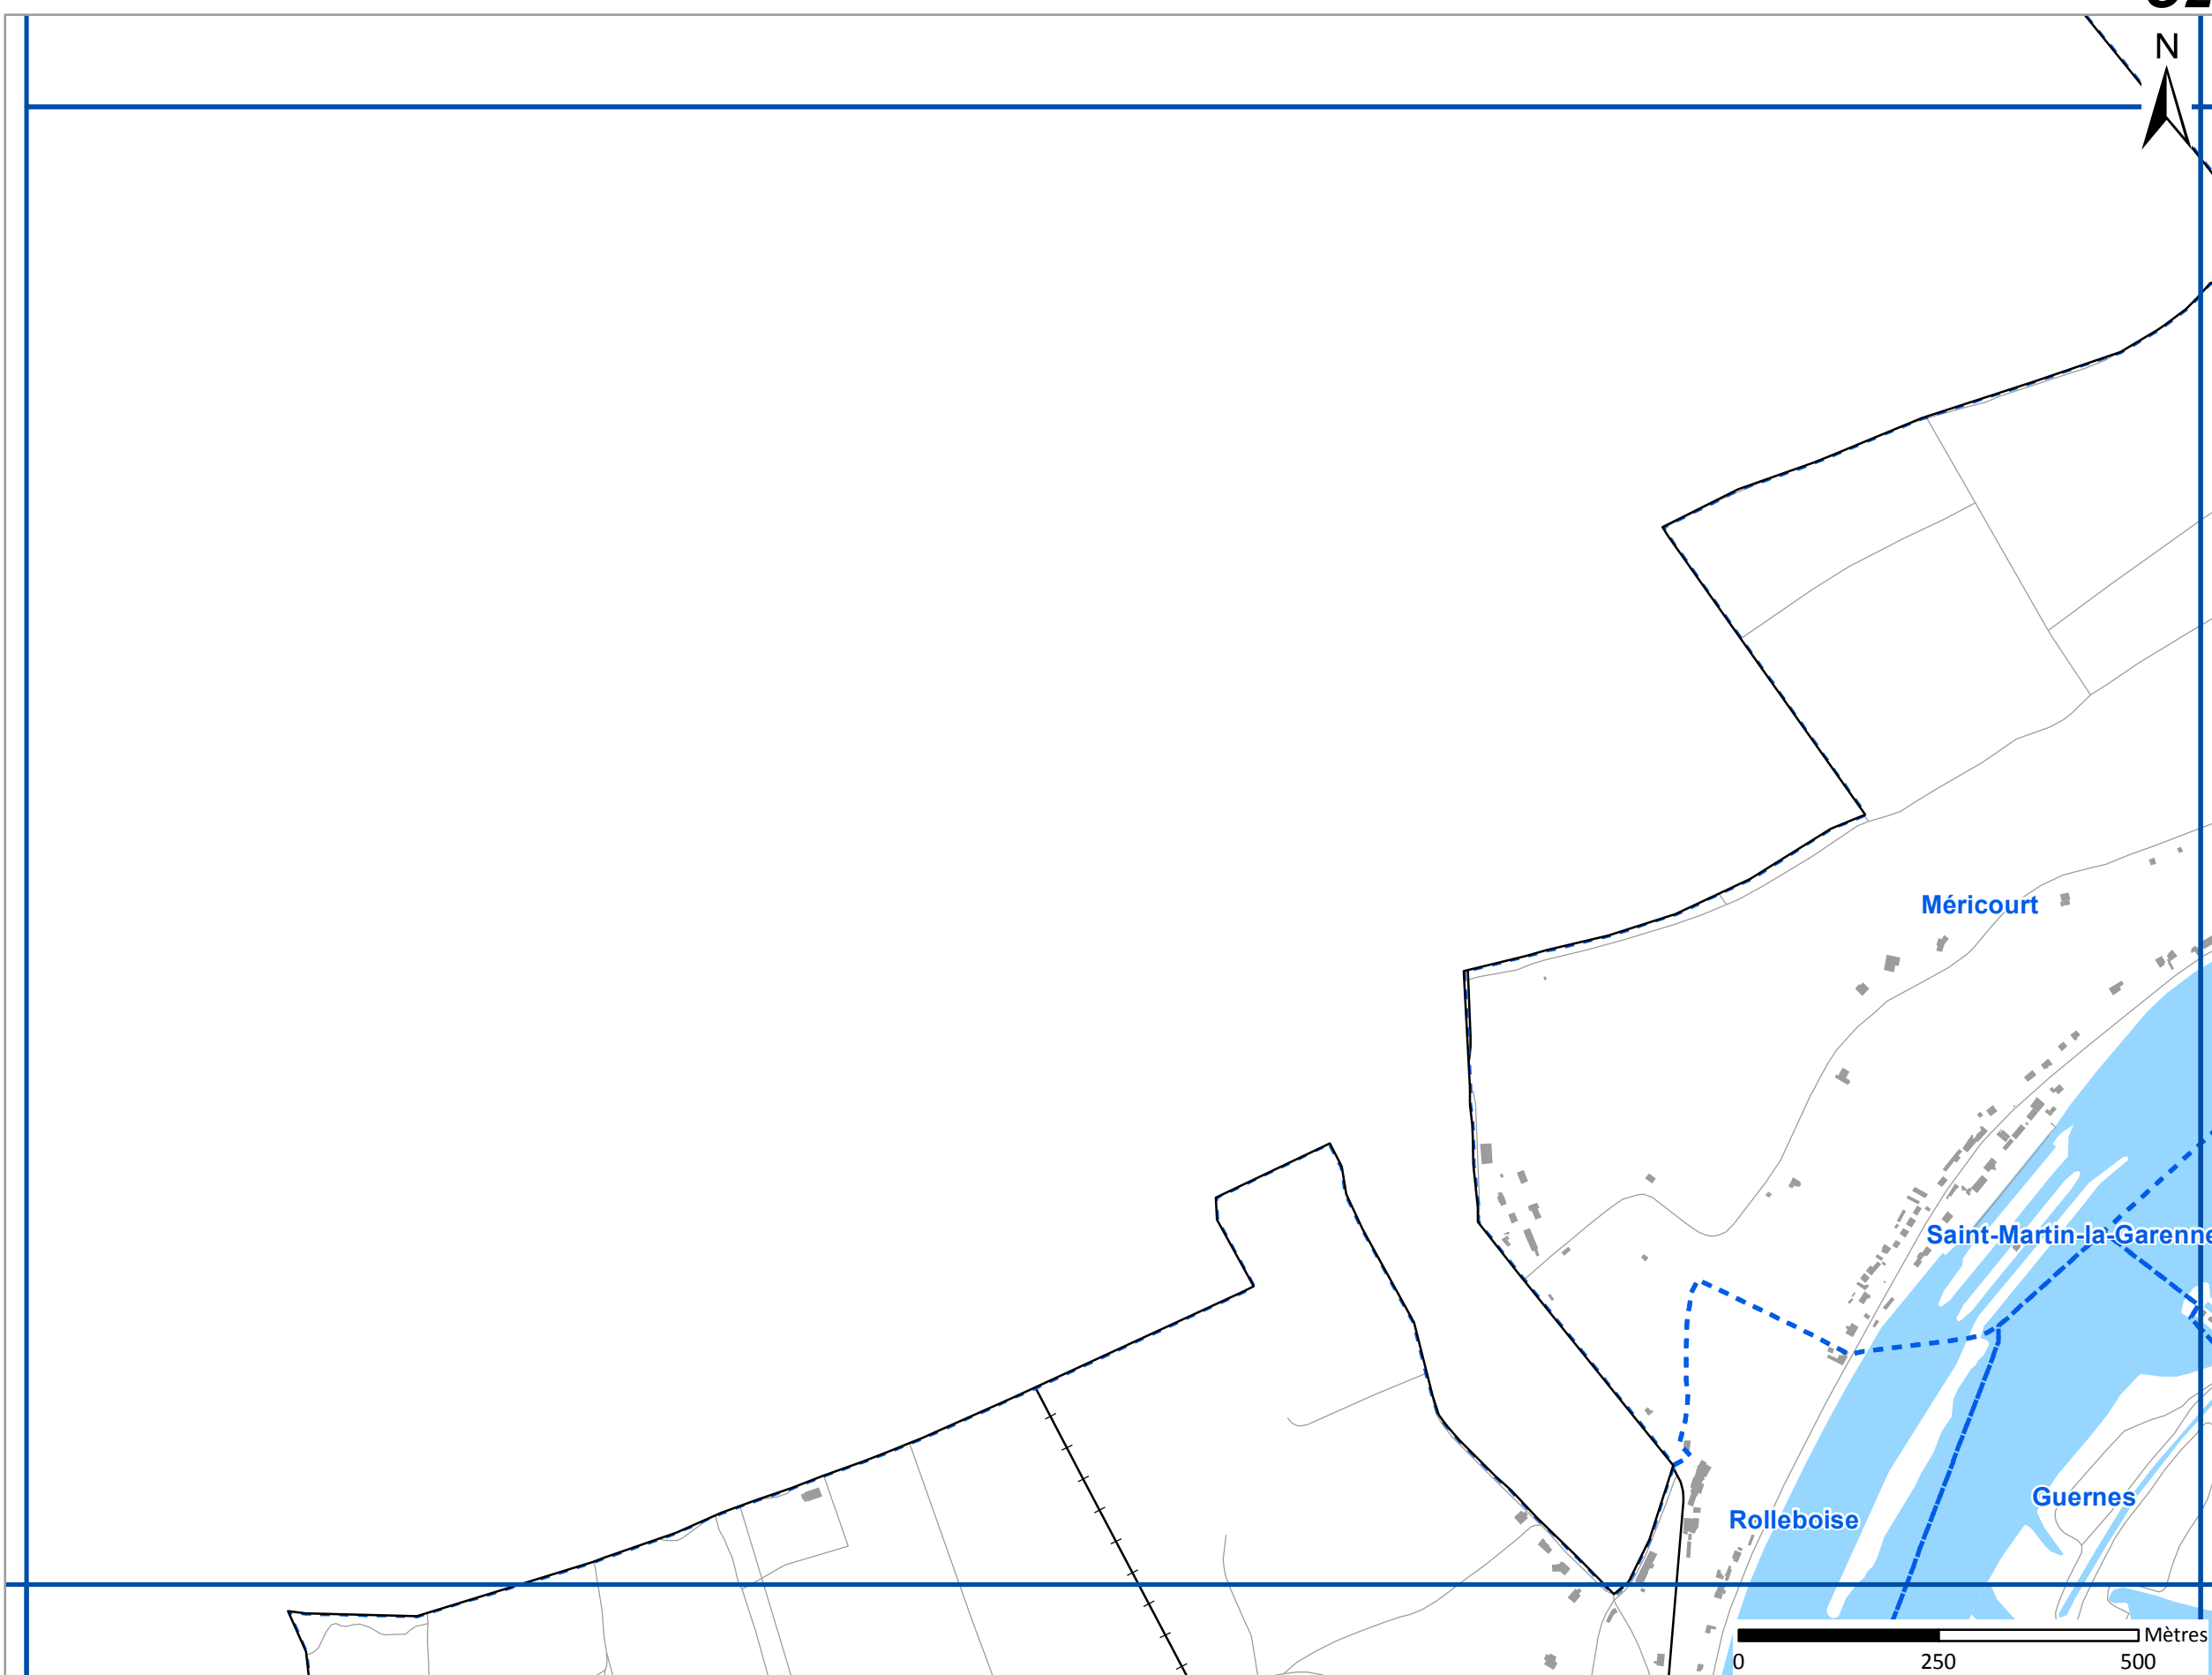 N
Méricourt
Saint-Martin-la-Garenne
Guernes
Rolleboise
Mètres
0 250 500